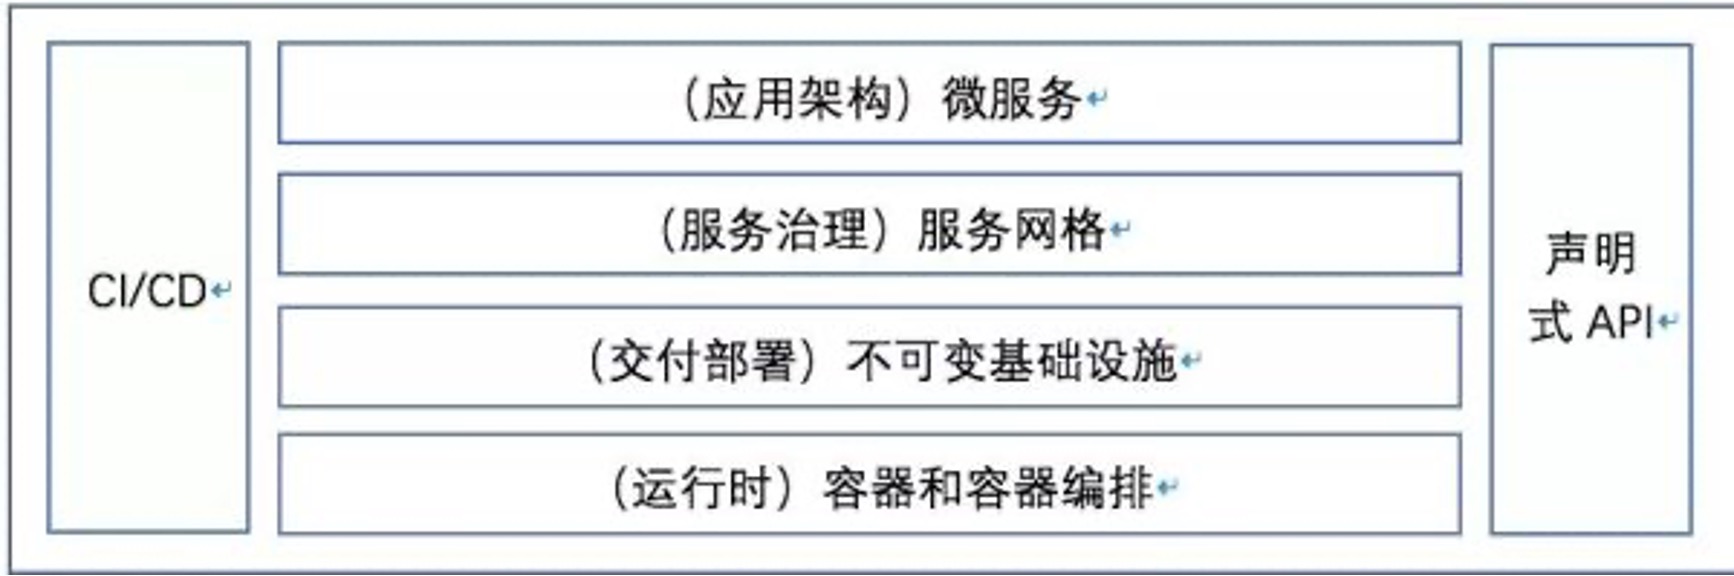 CI/CD
（应用架构）微服务
（服务治理）服务网格
（交付部署）不可变基础设施
（运行时）容器和容器编排
声明
式 API